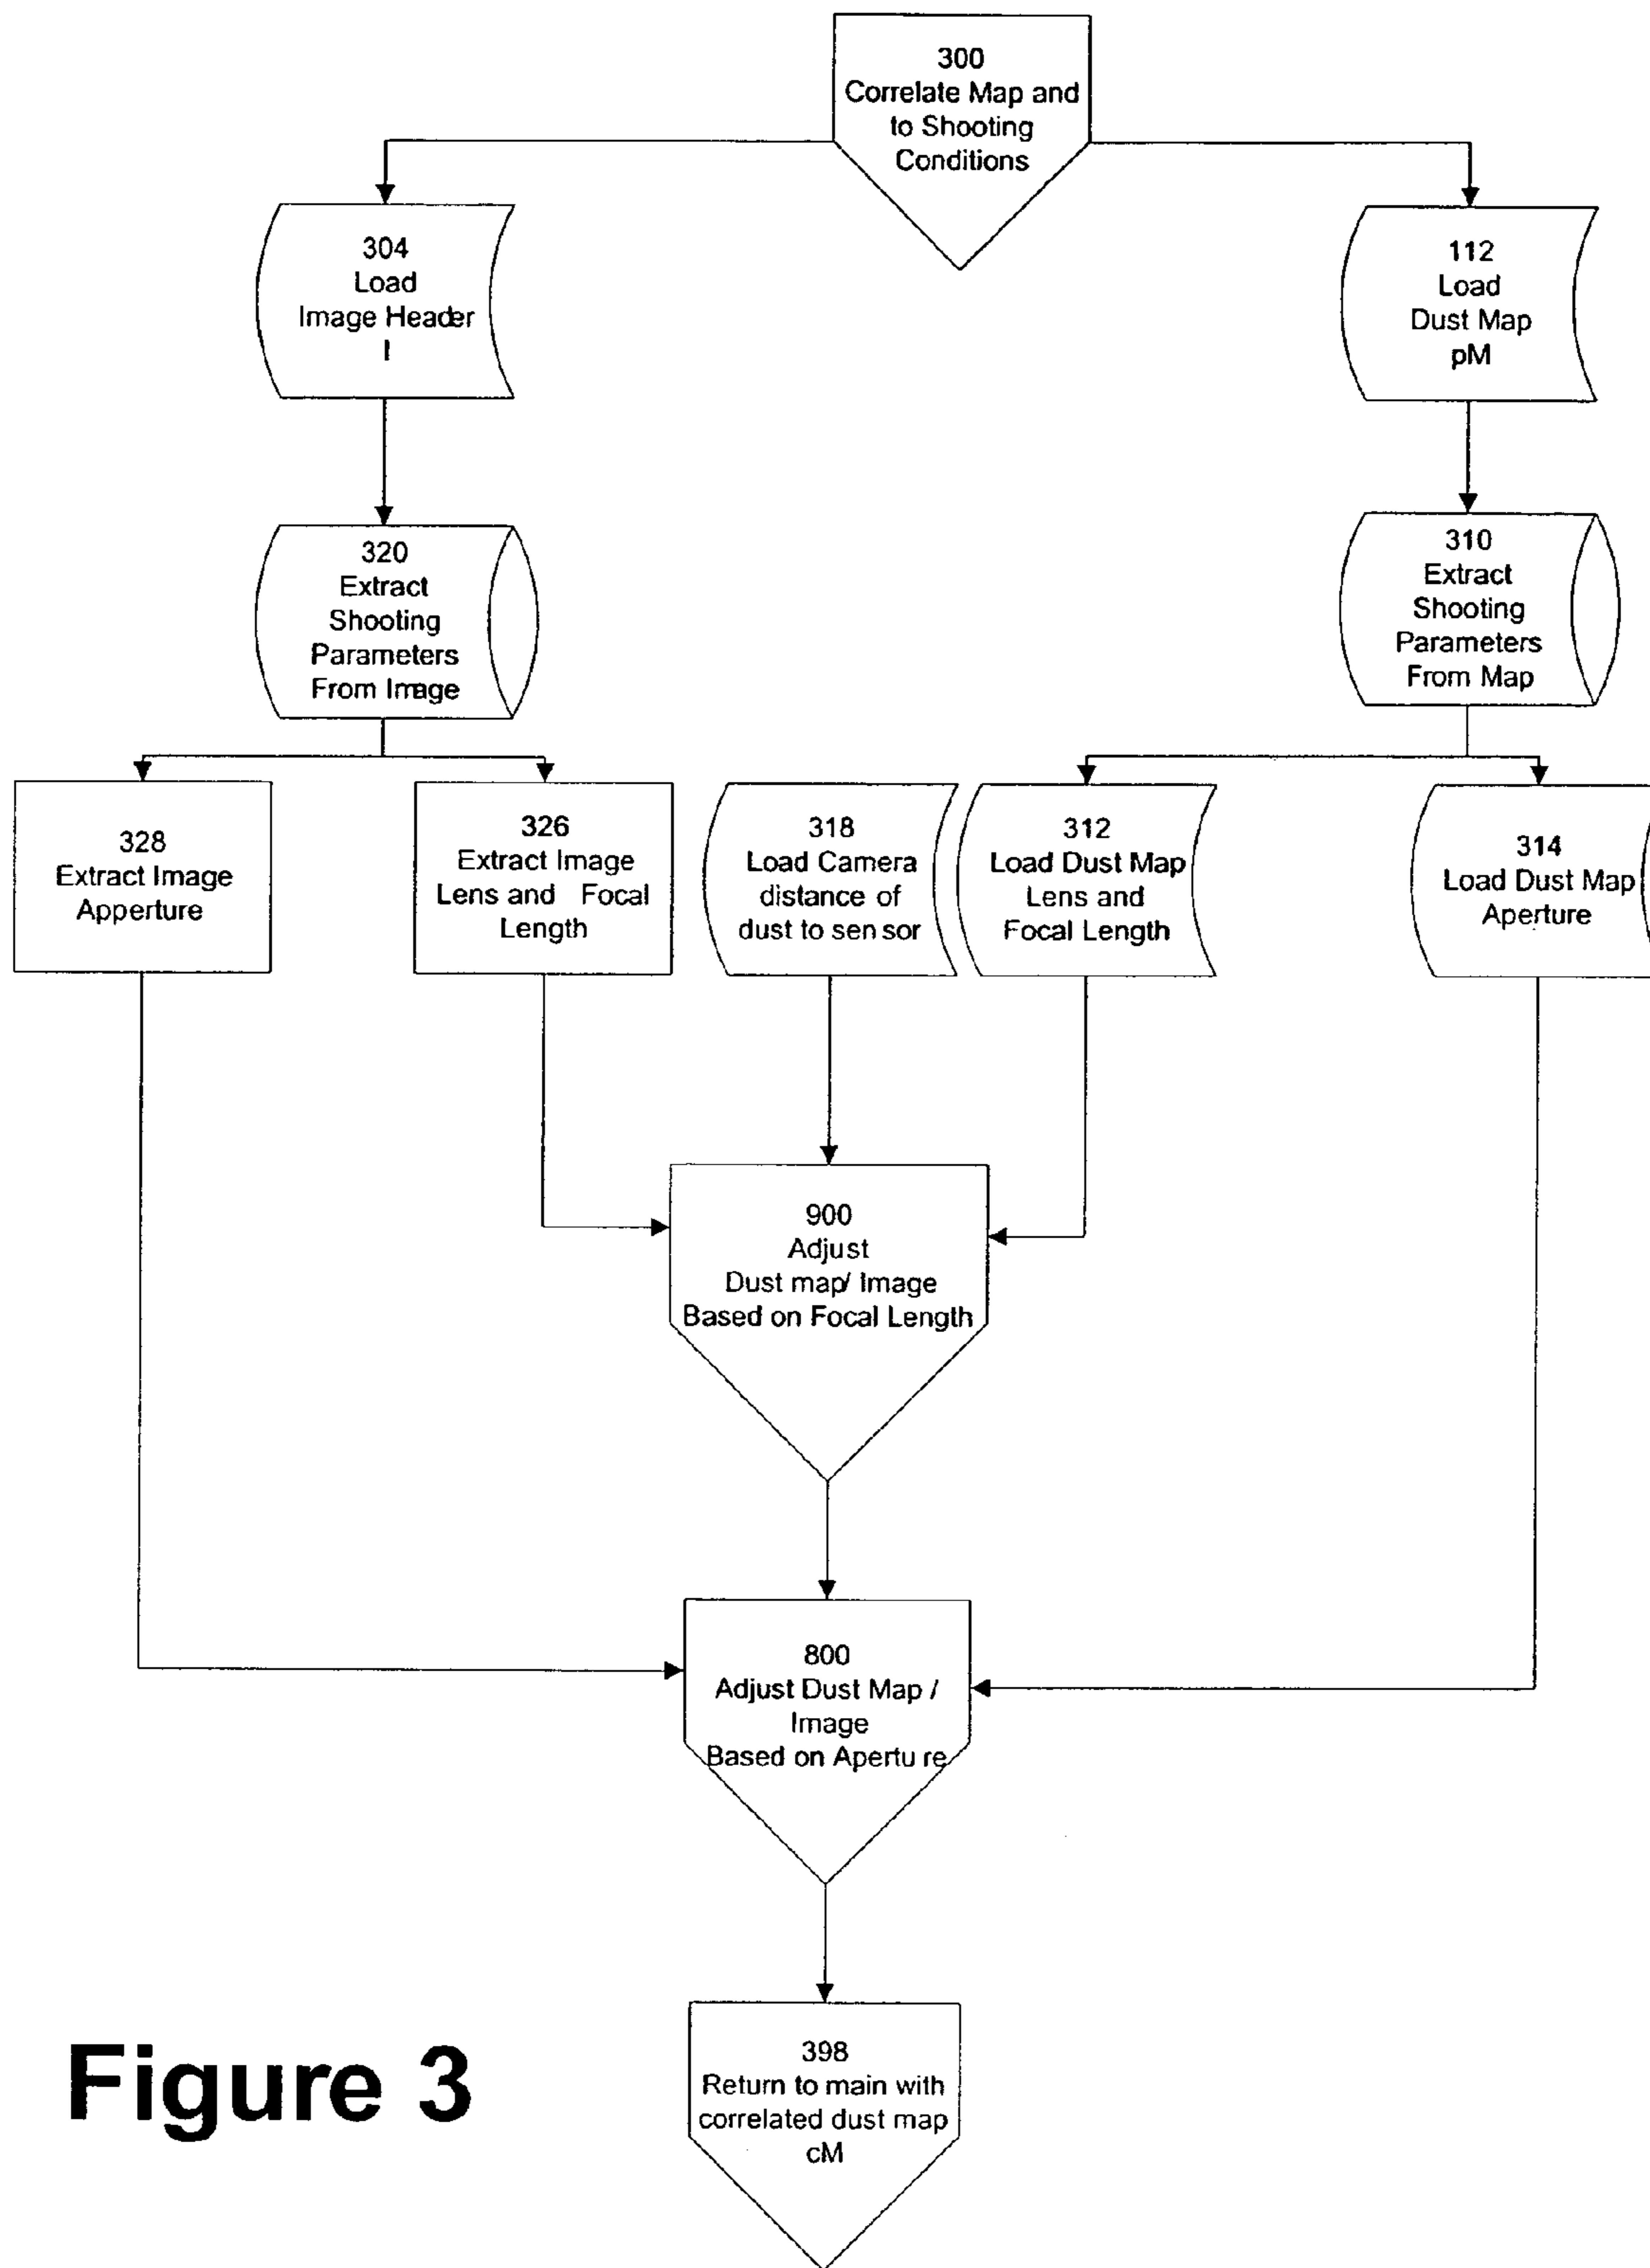 300
Correlate Map and
to Shooting
Conditions
304
Load
Image Header
I
112
Load
Dust Map
pM
320
Extract
Shooting
Parameters
From Image
310
Extract
Shooting
Parameters
From Map
328
Extract Image
Apperture
326
Extract Image
Lens and Focal
Length
318
Load Camera
distance of
dust to sensor
312
Load Dust Map
Lens and
Focal Length
314
Load Dust Map
Aperture
900
Adjust
Dust map/ Image
Based on Focal Length
800
Adjust Dust Map /
Image
Based on Aperture
398
Return to main with
correlated dust map
cM
Figure 3